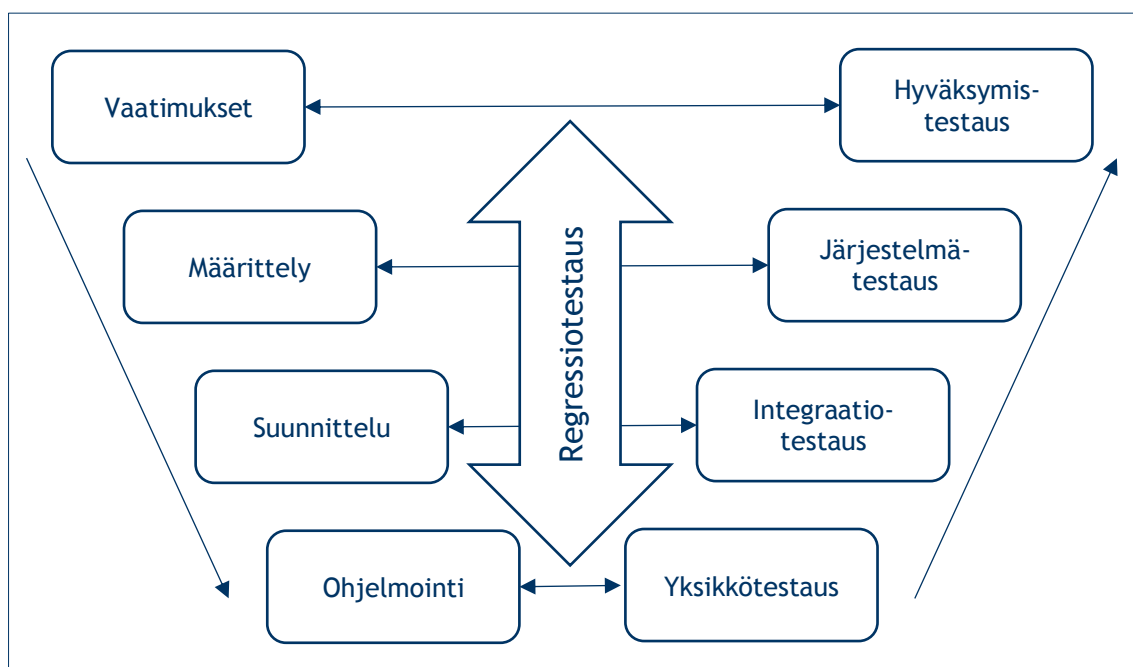 Vaatimukset
Hyväksymis-
testaus
Määrittely
Järjestelmä-
testaus
Regressiotestaus
Suunnittelu
Integraatio-
testaus
Ohjelmointi
Yksikkötestaus